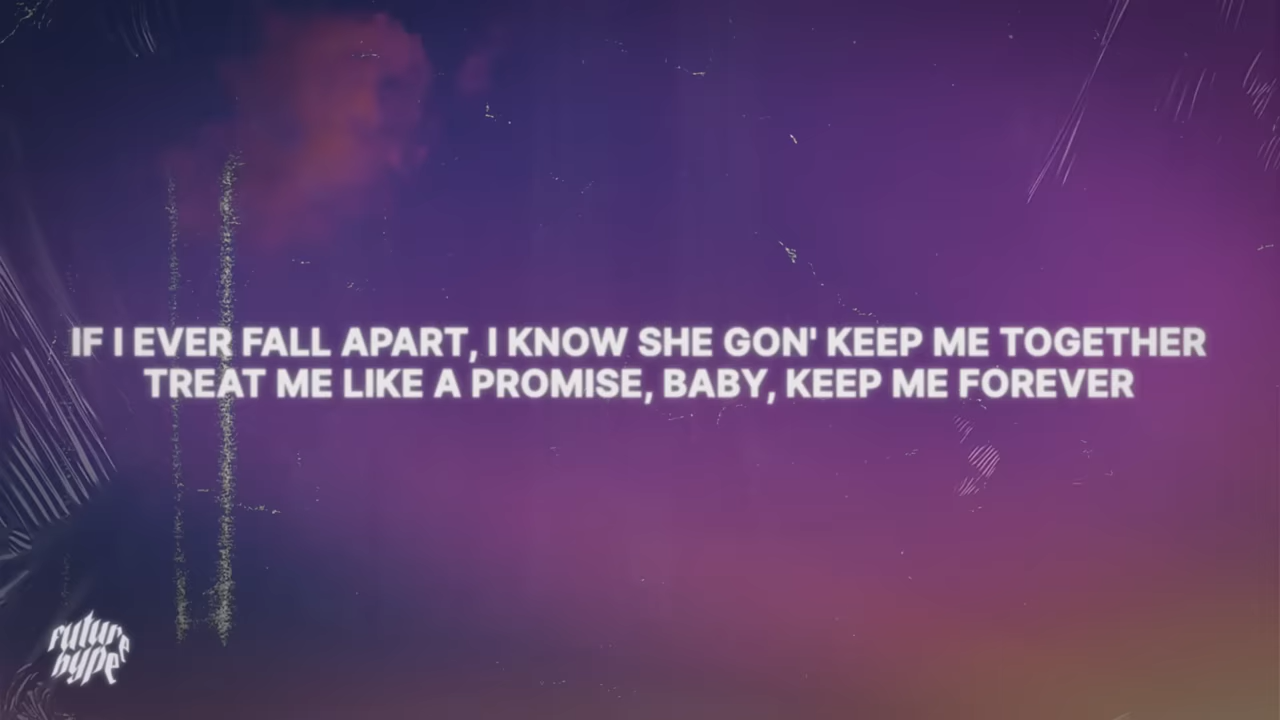 IF I EVER FALL APART, I KNOW SHE GON' KEEP ME TOGETHER
TREAT ME LIKE A PROMISE, BABY, KEEP ME FOREVER
future
hype